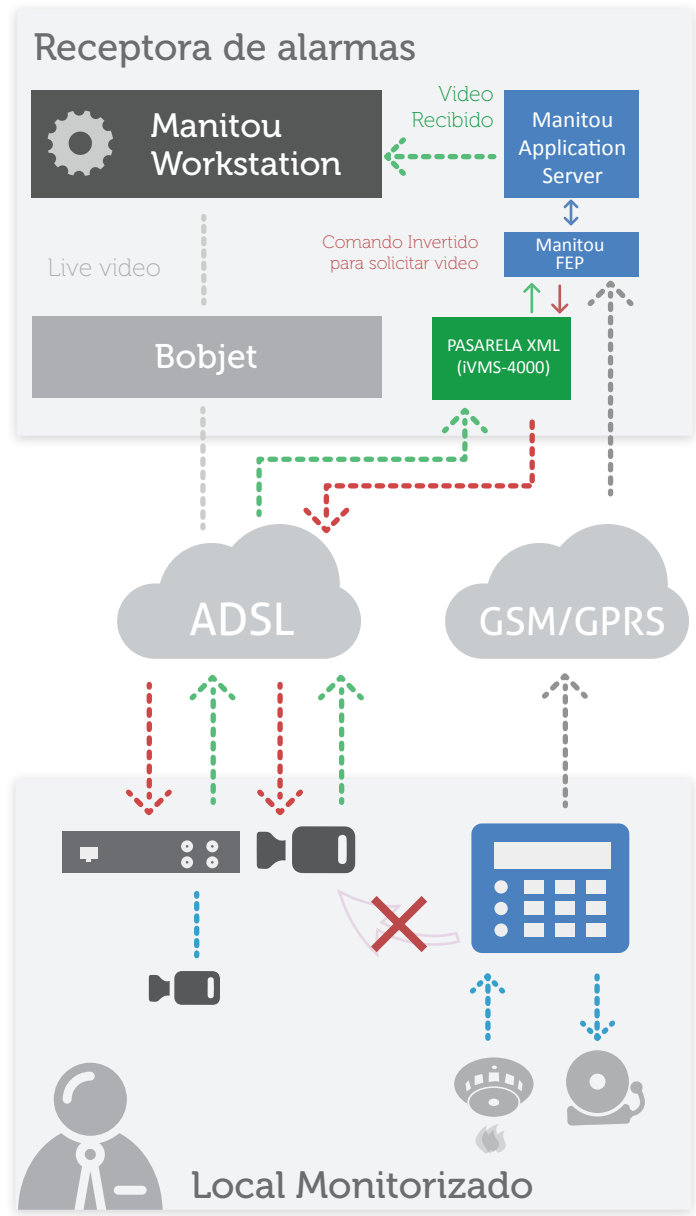 Receptora de alarmas
Manitou
Workstation
Video
Recibido
Manitou
Application
Server
Live video
Comando Invertido
para solicitar video
Manitou
FEP
Bobjet
PASARELA XML
(iVMS-4000)
ADSL
GSM/GPRS
Local Monitorizado